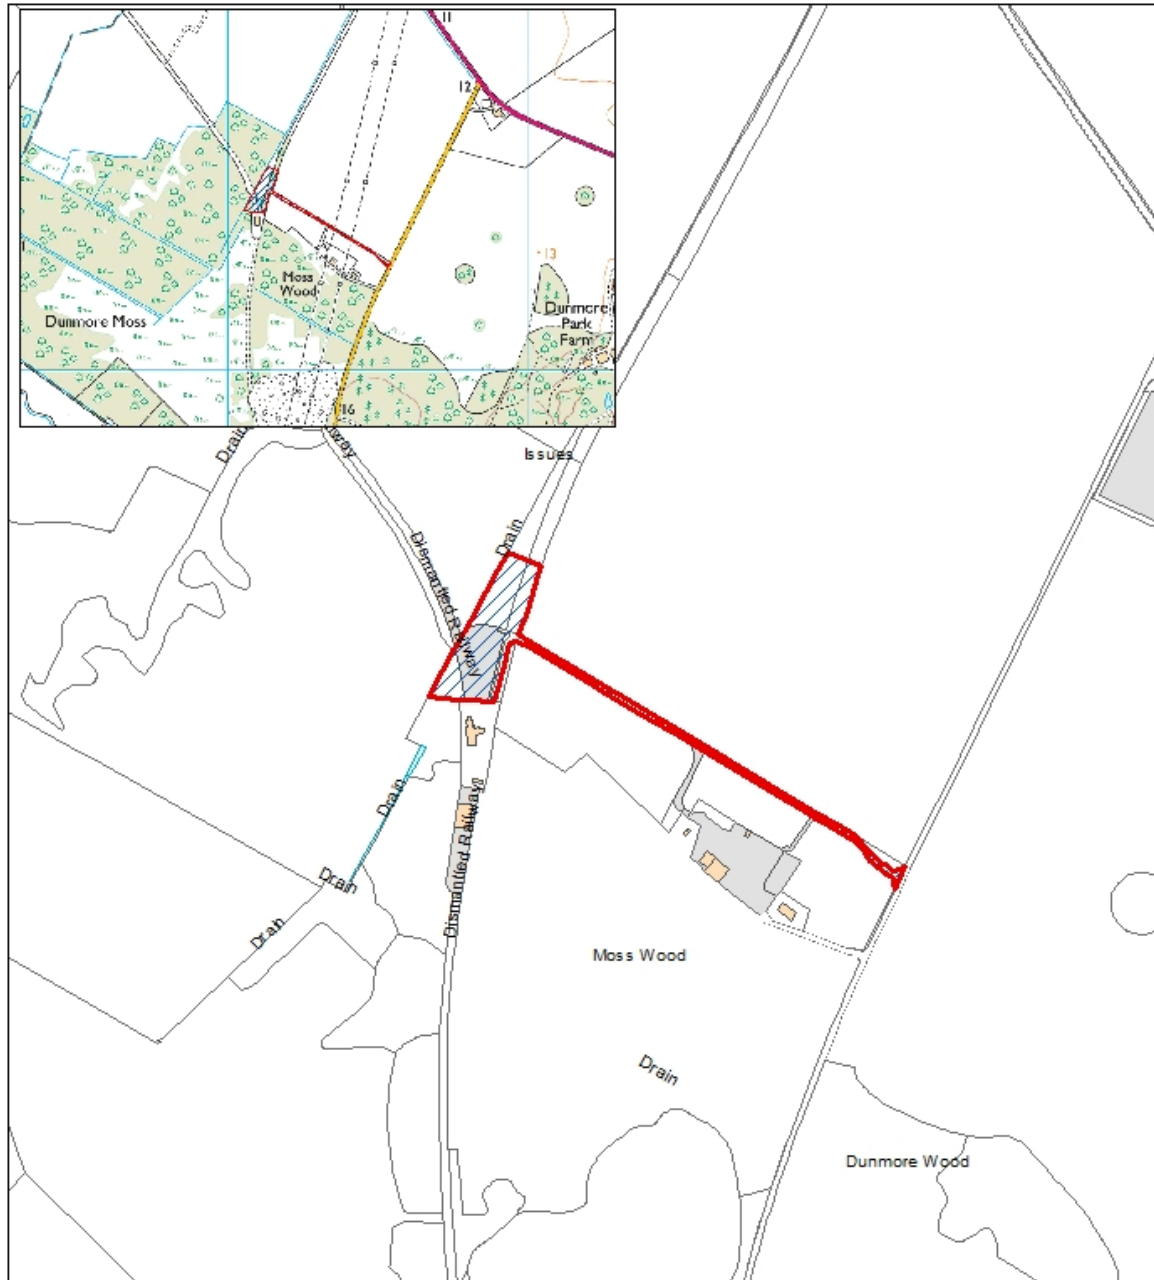 11
12
Moss
Wood
Dunmore Moss
13
Dunmore
Park
Farm
16
Drain
way
Issues
Drain
Dismantled Railway
Drain
Drain
Drain
Dismantled Railway
Moss Wood
Drain
Dunmore Wood